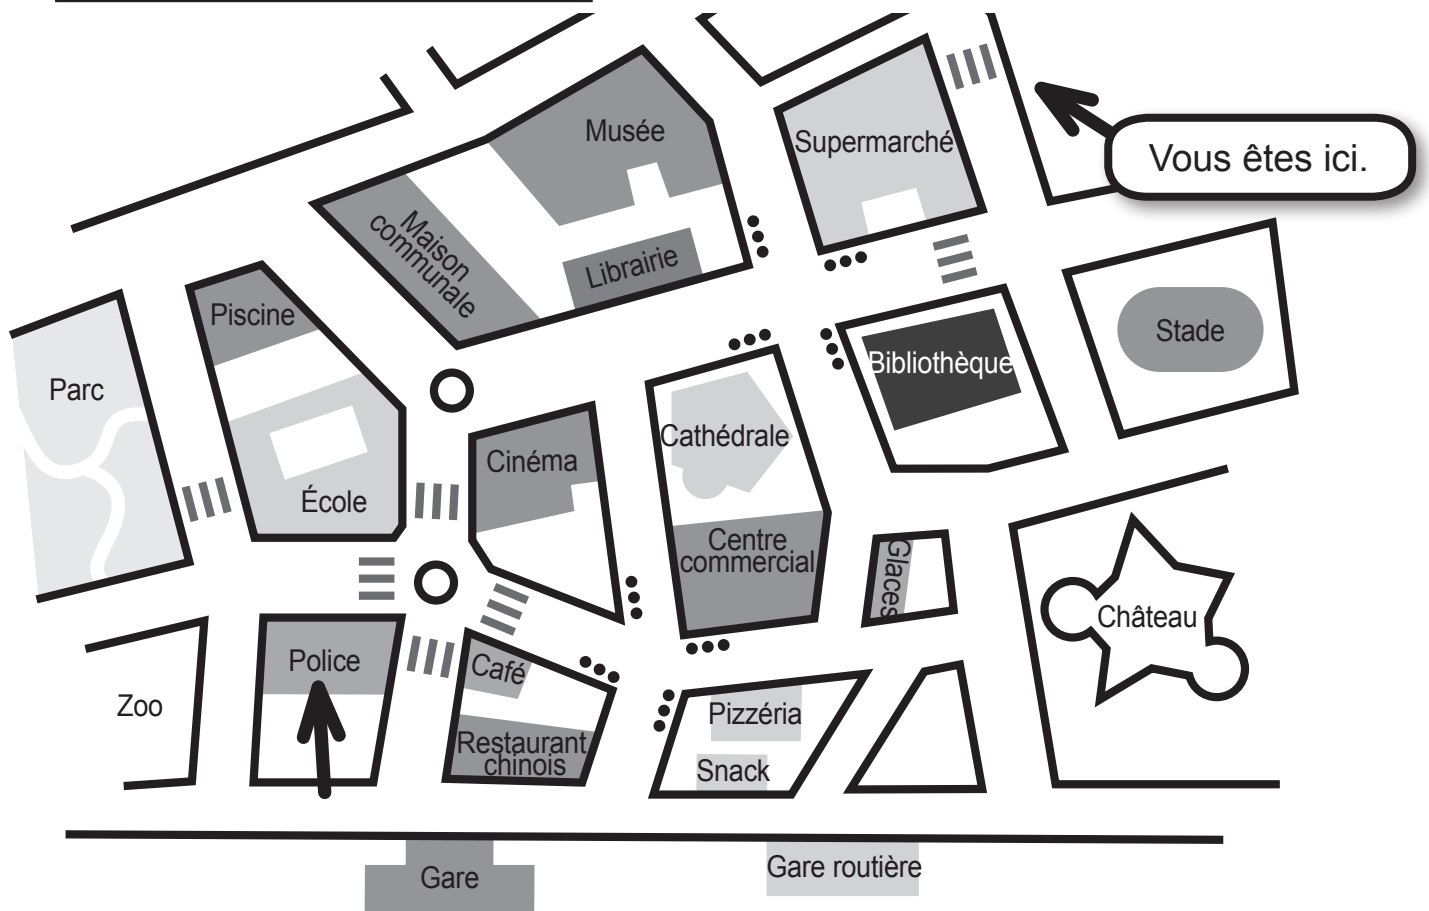 Musée
Supermarché
Vous êtes ici.
Maison
communale
Librairie
Piscine
Stade
Bibliothèque
Parc
Cathédrale
Cinéma
École
Centre
commercial
Glaces
Château
Police
Café
Zoo
Pizzéria
Restaurant
chinois
Snack
Gare
Gare routière